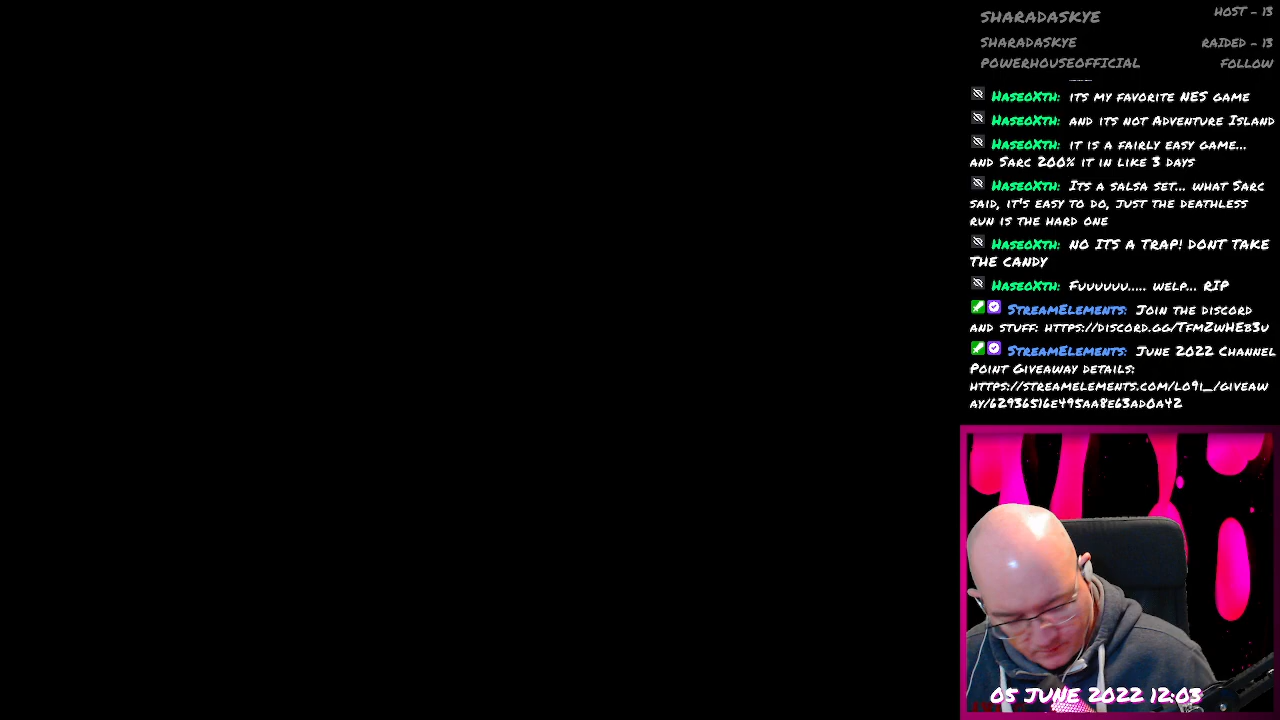 SHARADASKYE HOST - 13
SHARADASKYE RAIDED - 13
POWERHOUSEOFFICIAL FOLLOW
HaseoXth: its my favorite NES game
HaseoXth: and its not Adventure Island
HaseoXth: it is a fairly easy game...
and Sarc 200% it in like 3 days
HaseoXth: Its a salsa set... what Sarc
said, it's easy to do, just the deathless
run is the hard one
HaseoXth: NO ITS A TRAP! DONT TAKE
THE CANDY
HaseoXth: Fuuuuuu..... welp... RIP
StreamElements: Join the discord
and stuff: https://discord.gg/TfmZwHEb3u
StreamElements: June 2022 Channel
Point Giveaway details:
https://streamelements.com/lo9i_/giveaw
ay/62936516e495aa8e63ad0a42
05 JUNE 2022 12:03